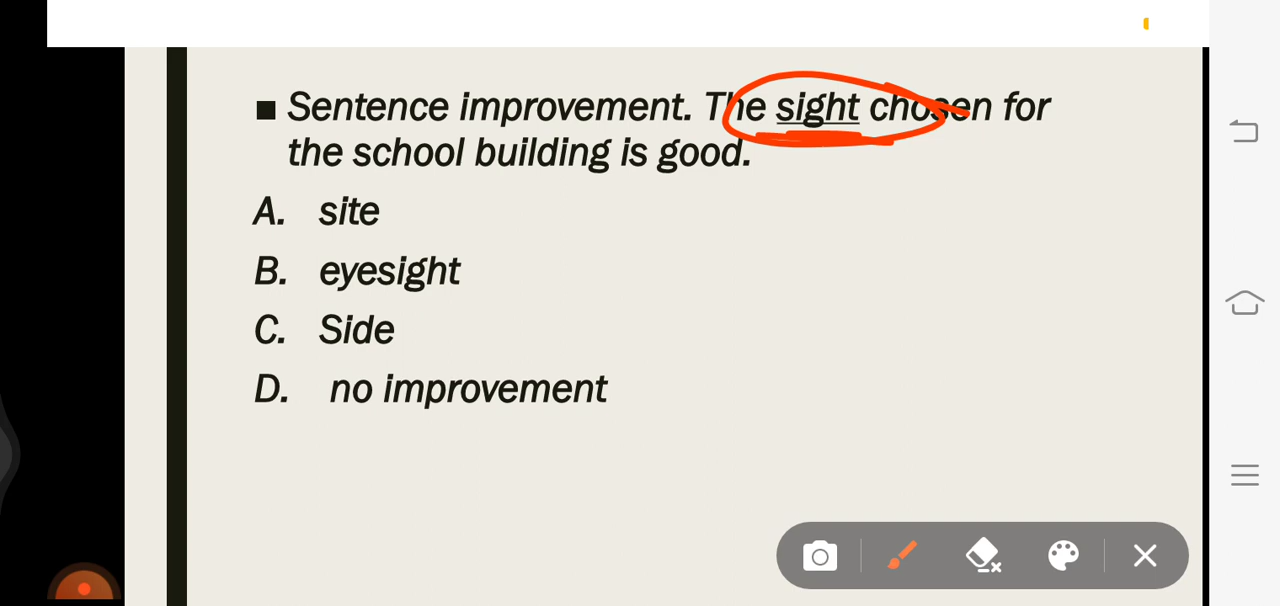 Sentence improvement. The sight chosen for
the school building is good.
A. site
B. eyesight
C. Side
D. no improvement